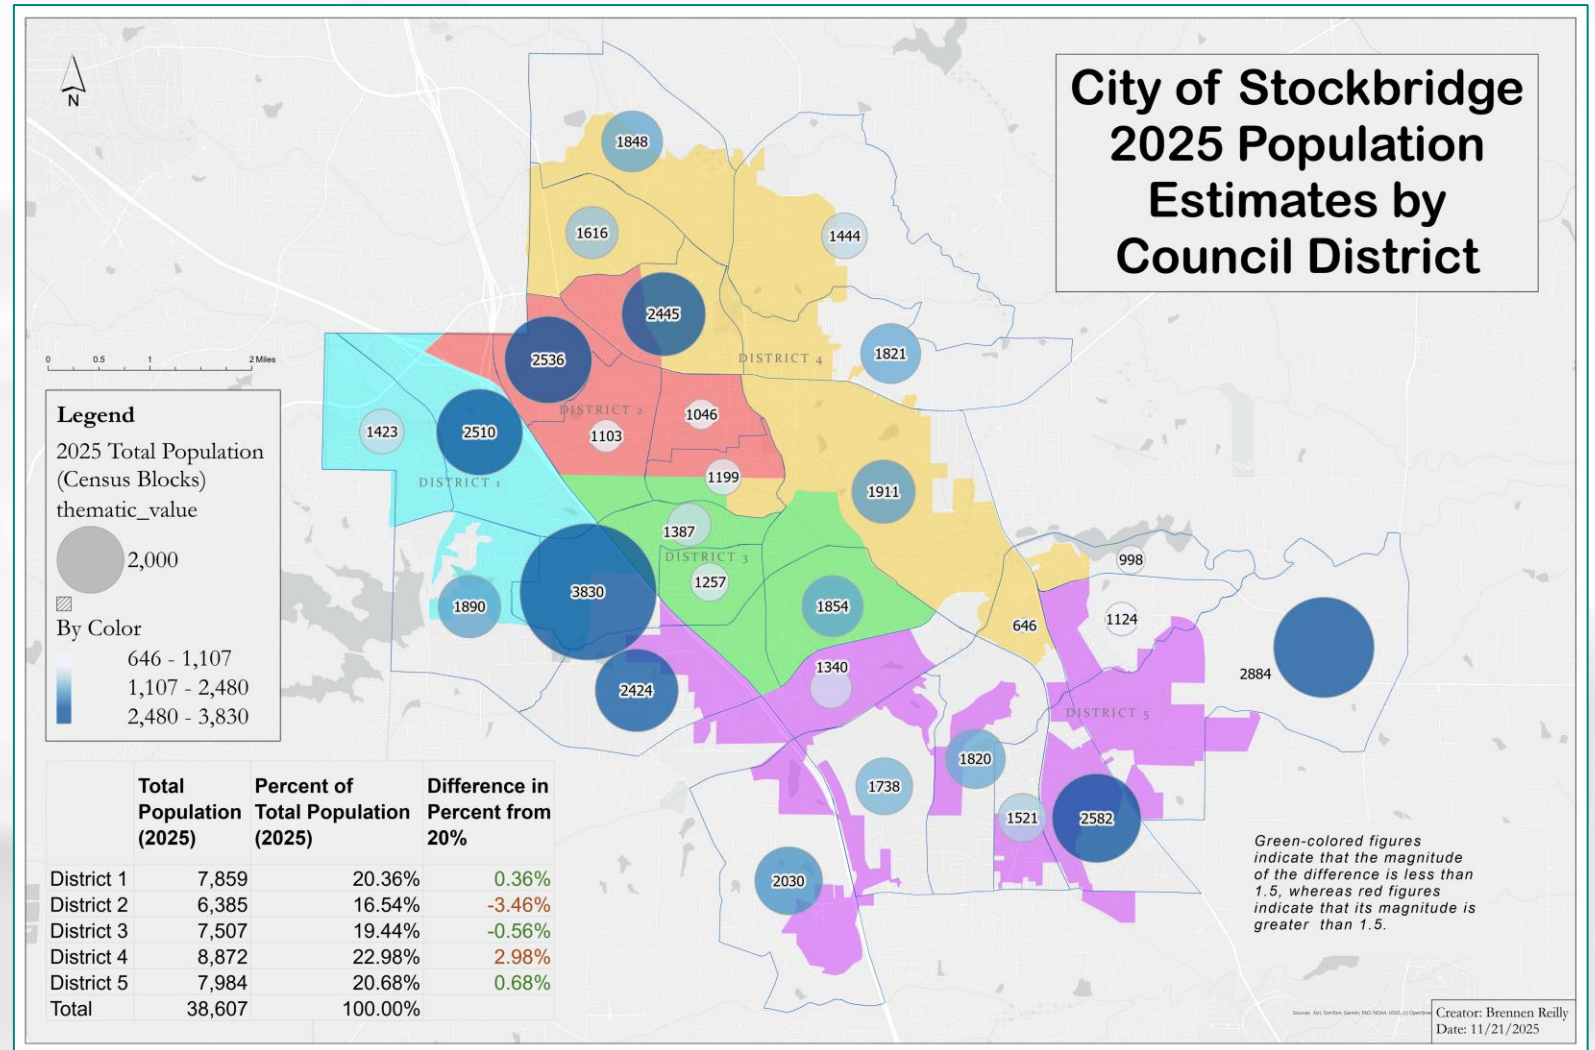 City of Stockbridge
2025 Population
Estimates by
Council District
N
0 0.5 1 2 Miles
Legend
2025 Total Population
(Census Blocks)
thematic_value
2,000
By Color
646 - 1,107
1,107 - 2,480
2,480 - 3,830
1848
1616
1444
2445
2536
1821
DISTRICT 4
1423
2510
DISTRICT 2
1046
1103
DISTRICT 1
1199
1911
1387
DISTRICT 3
998
1257
3830
1890
1854
646
1124
2884
1340
2424
DISTRICT 5
1820
1738
1521
2582
2030
Total Population (2025) Percent of Total Population (2025) Difference in Percent from 20%
District 1 7,859 20.36% 0.36%
District 2 6,385 16.54% -3.46%
District 3 7,507 19.44% -0.56%
District 4 8,872 22.98% 2.98%
District 5 7,984 20.68% 0.68%
Total 38,607 100.00%
Green-colored figures
indicate that the magnitude
of the difference is less than
1.5, whereas red figures
indicate that its magnitude is
greater than 1.5.
Sources: Esri, TomTom, Garmin, FAO, NOAA, USGS, (c)
Creator: Brennen Reilly
Date: 11/21/2025